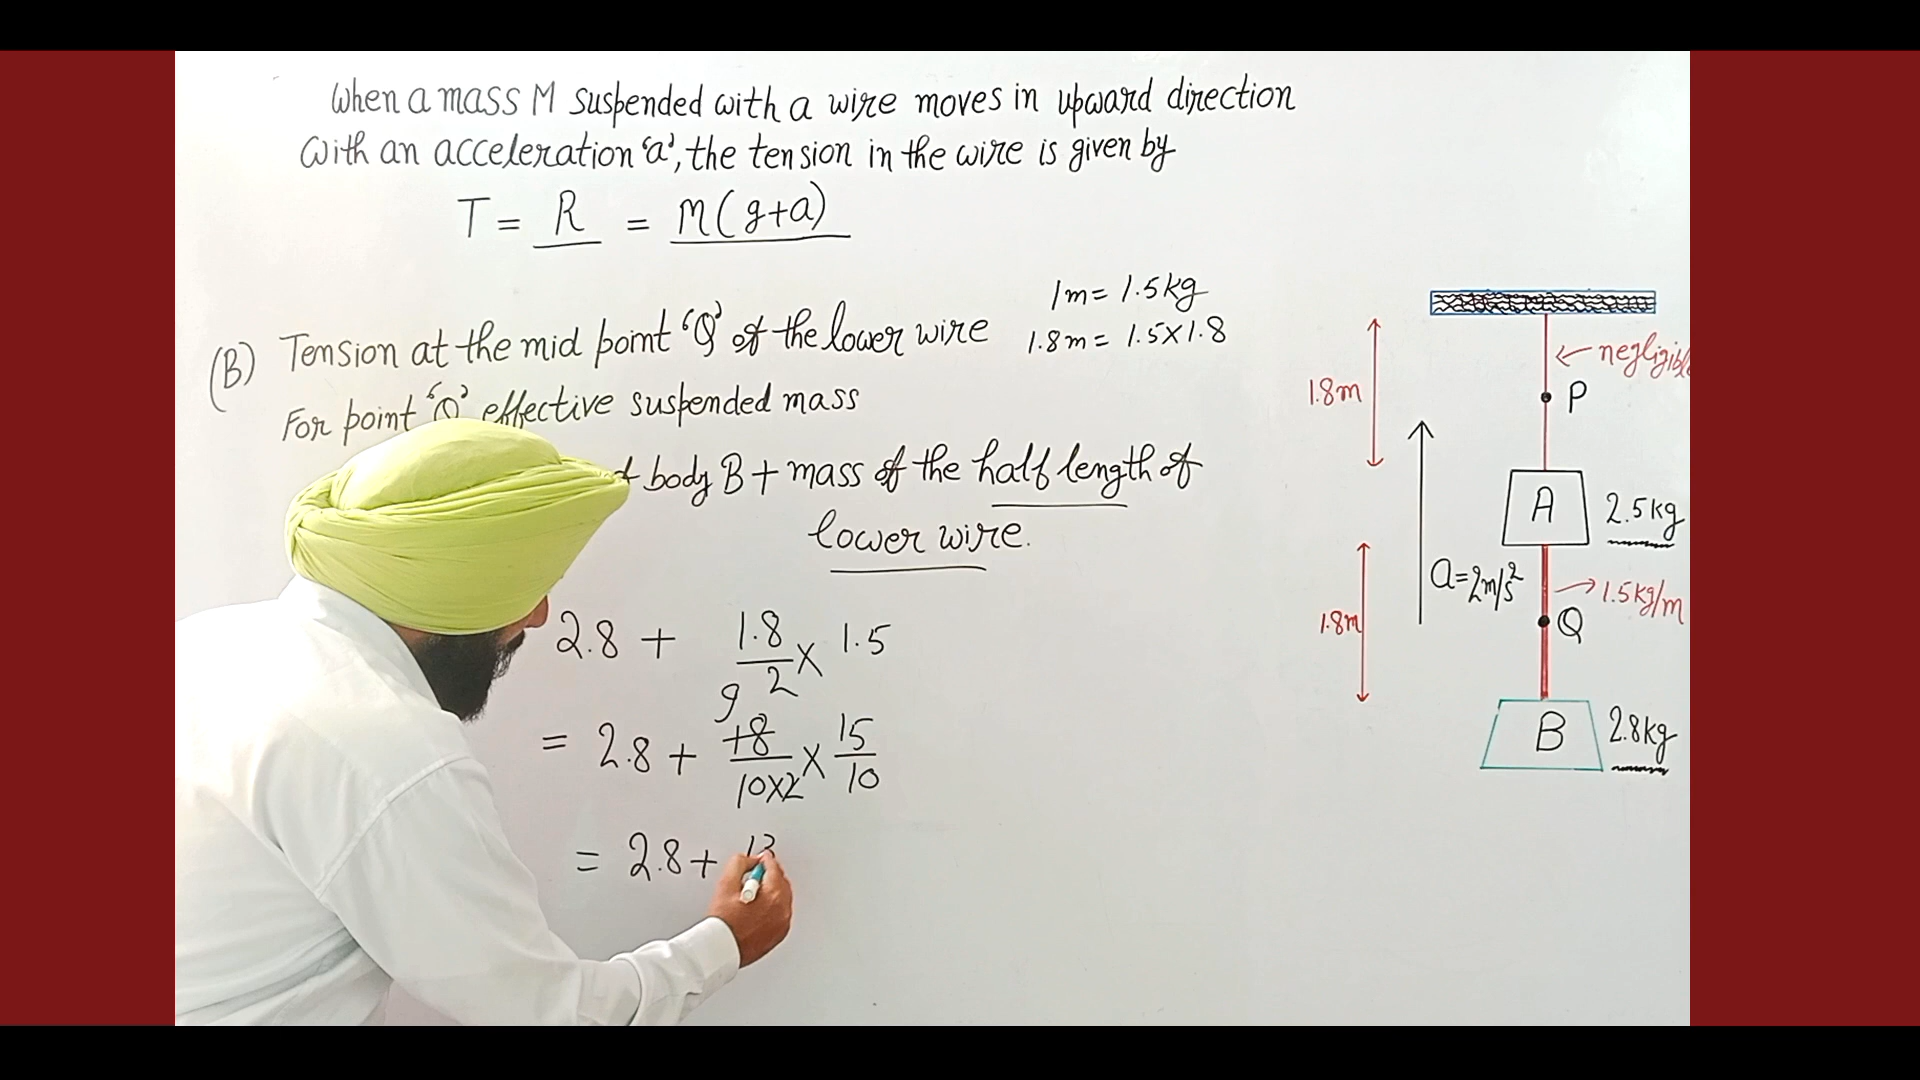 When a mass M suspended with a wire moves in upward direction
with an acceleration 'a', the tension in the wire is given by
T = R = M(g+a)
(B) Tension at the mid point 'Q' of the lower wire
1m = 1.5kg
1.8m = 1.5×1.8
For point 'Q' effective suspended mass
body B + mass of the half length of
lower wire.
2.8 + 1.8/2 × 1.5
9
= 2.8 + 18/10×2 × 15/10
= 2.8 + 13
1.8m
negligible
P
A
2.5kg
a=2m/s²
1.5kg/m
1.8m
Q
B
2.8kg